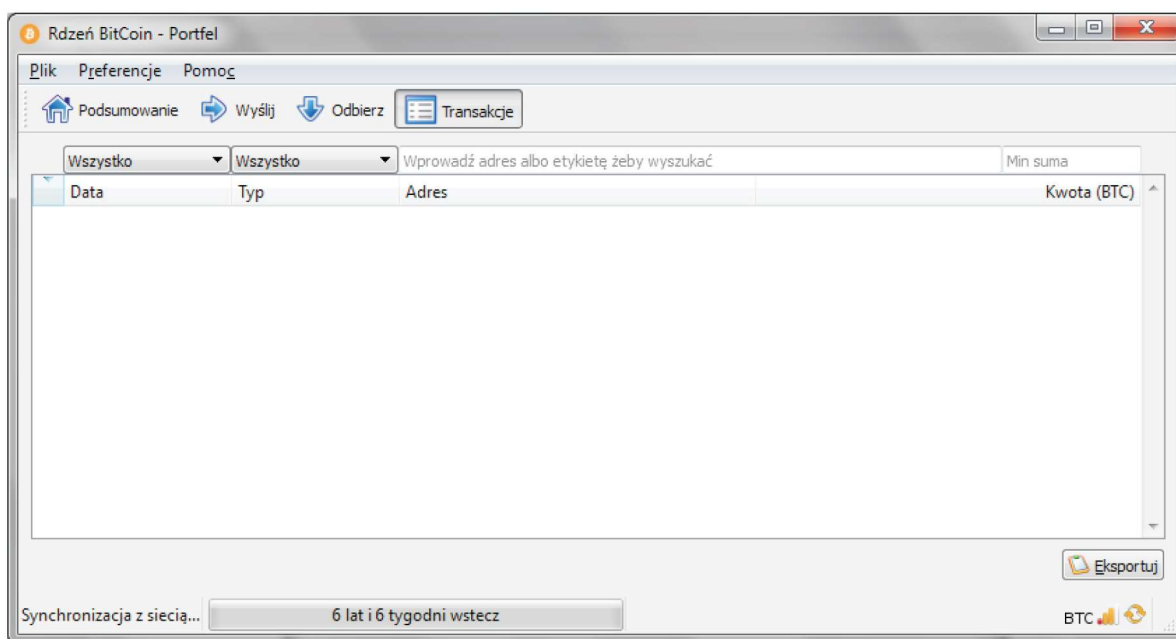 Rdzeń BitCoin - Portfel
Plik Preferencje Pomoc
Podsumowanie Wyślij Odbierz Transakcje
Wszystko Wszystko Wprowadź adres albo etykietę żeby wyszukać Min suma
Data Typ Adres Kwota (BTC)
Eksportuj
Synchronizacja z siecią... 6 lat i 6 tygodni wstecz BTC